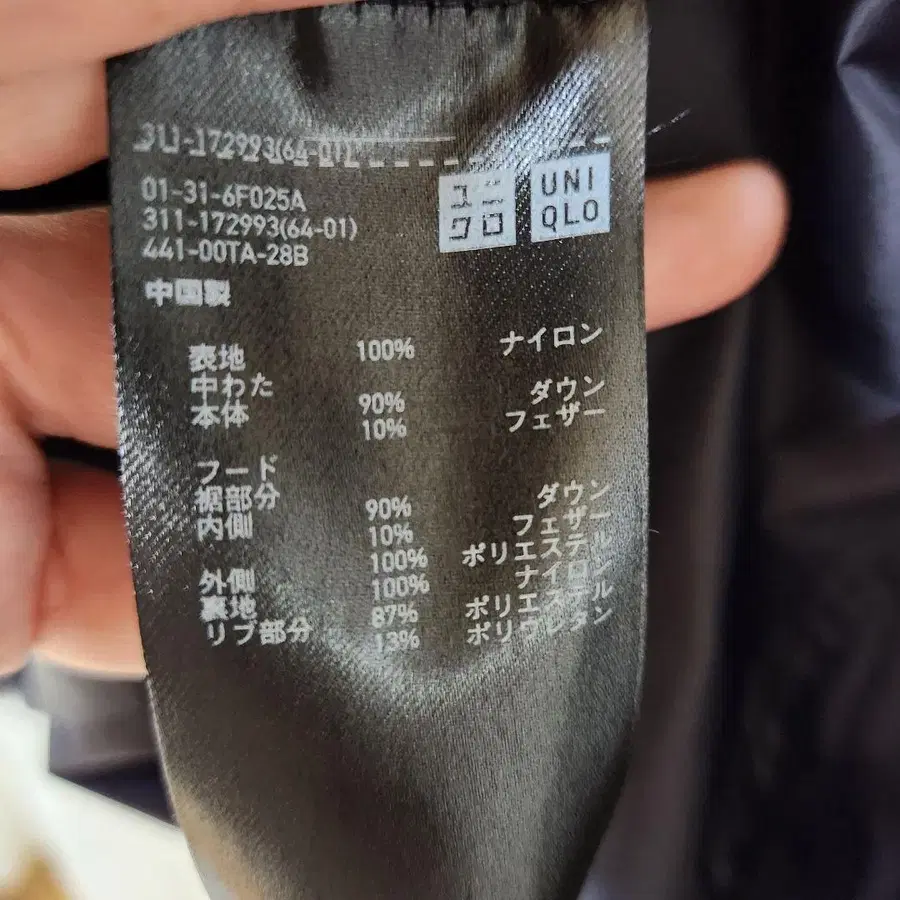 311-172993(64-01)
01-31-6F025A
311-172993(64-01)
441-00TA-28B
ユニ
クロ
UNI
QLO
中国製
表地 100% ナイロン
中わた
本体 90% ダウン
10% フェザー
フード
裾部分 90% ダウン
内側 10% フェザー
100% ポリエステル
外側 100% ナイロン
裏地 87% ポリエステル
リブ部分 13% ポリウレタン